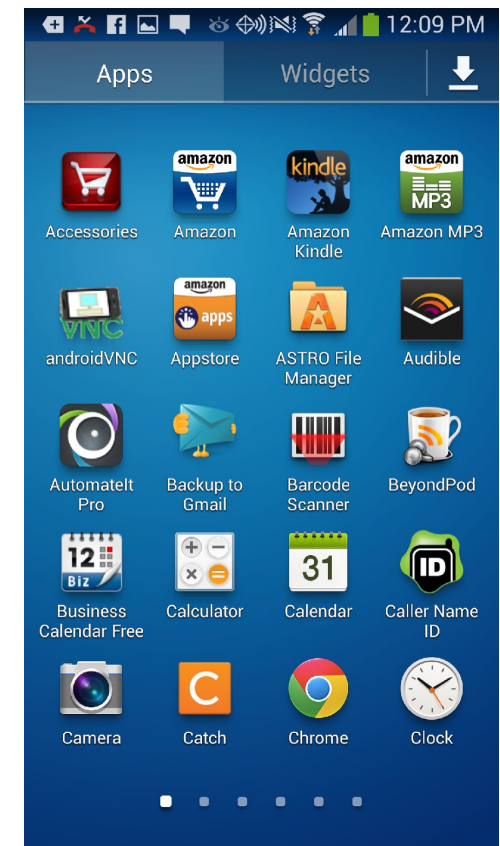 12:09 PM
Apps Widgets
amazon kindle amazon
MP3
Accessories Amazon Amazon Kindle Amazon MP3
VNC amazon apps
androidVNC Appstore ASTRO File Manager Audible
AutomateIt Pro Backup to Gmail Barcode Scanner BeyondPod
12 Biz 31 ID
Business Calendar Free Calculator Calendar Caller Name ID
C
Camera Catch Chrome Clock